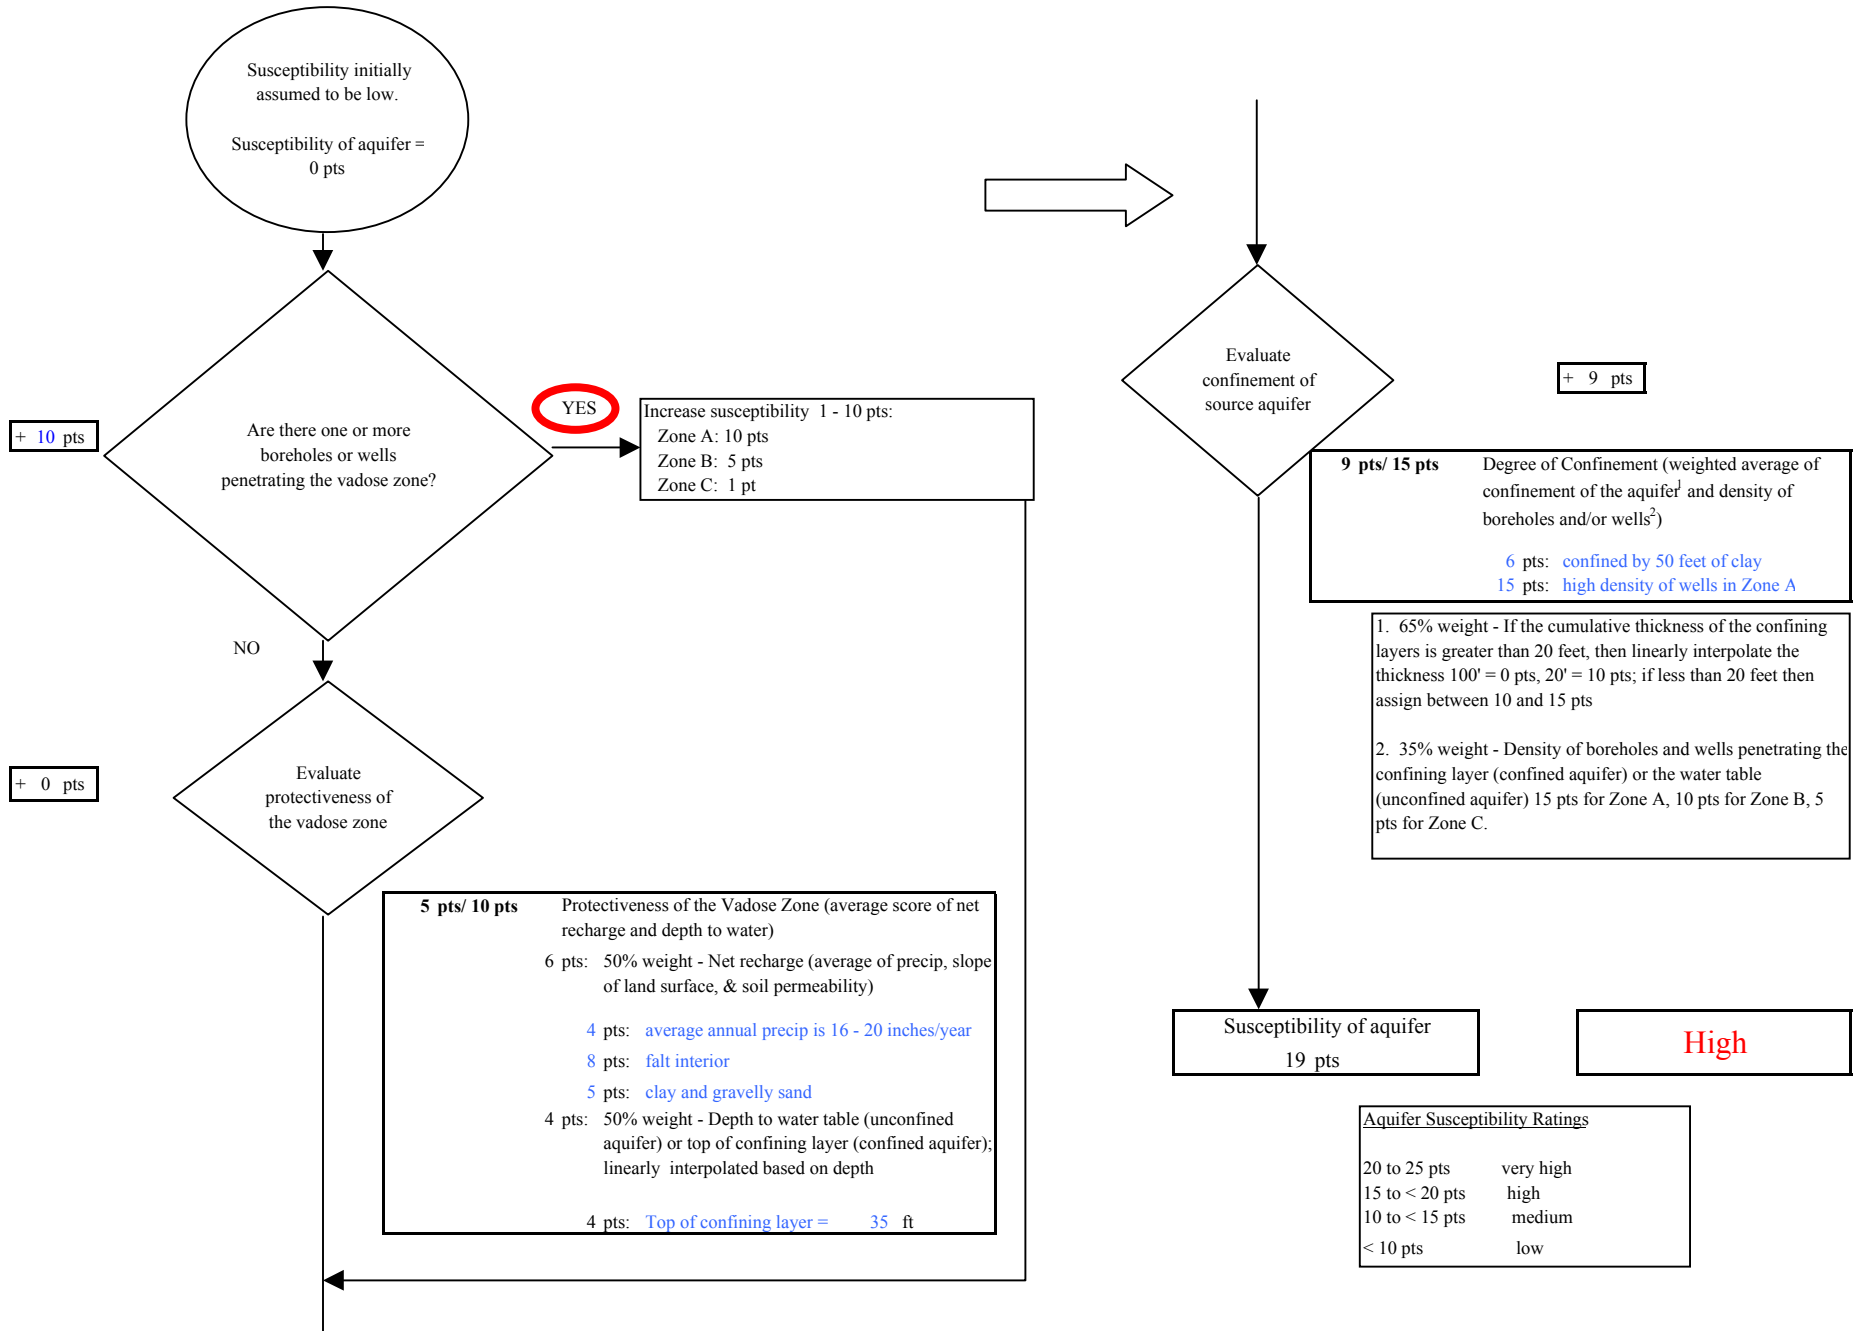 Susceptibility initially
assumed to be low.
Susceptibility of aquifer =
0 pts
+ 10 pts
Are there one or more
boreholes or wells
penetrating the vadose zone?
YES
Increase susceptibility 1 - 10 pts:
Zone A: 10 pts
Zone B: 5 pts
Zone C: 1 pt
NO
+ 0 pts
Evaluate
protectiveness of
the vadose zone
5 pts/ 10 pts Protectiveness of the Vadose Zone (average score of net
recharge and depth to water)
6 pts: 50% weight - Net recharge (average of precip, slope
of land surface, & soil permeability)
4 pts: average annual precip is 16 - 20 inches/year
8 pts: falt interior
5 pts: clay and gravelly sand
4 pts: 50% weight - Depth to water table (unconfined
aquifer) or top of confining layer (confined aquifer);
linearly interpolated based on depth
4 pts: Top of confining layer = 35 ft
Evaluate
confinement of
source aquifer
+ 9 pts
9 pts/ 15 pts Degree of Confinement (weighted average of
confinement of the aquifer1 and density of
boreholes and/or wells2)
6 pts: confined by 50 feet of clay
15 pts: high density of wells in Zone A
1. 65% weight - If the cumulative thickness of the confining
layers is greater than 20 feet, then linearly interpolate the
thickness 100' = 0 pts, 20' = 10 pts; if less than 20 feet then
assign between 10 and 15 pts
2. 35% weight - Density of boreholes and wells penetrating the
confining layer (confined aquifer) or the water table
(unconfined aquifer) 15 pts for Zone A, 10 pts for Zone B, 5
pts for Zone C.
Susceptibility of aquifer
19 pts
High
Aquifer Susceptibility Ratings
20 to 25 pts very high
15 to < 20 pts high
10 to < 15 pts medium
< 10 pts low